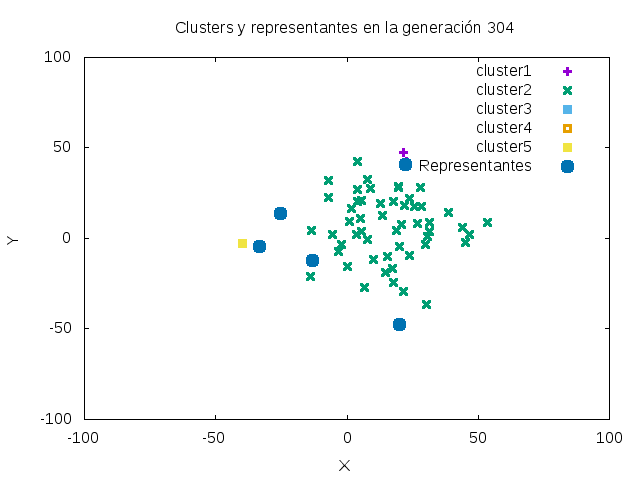 Clusters y representantes en la generación 304
100
50
0
-50
-100
-100
-50
0
50
100
Y
X
cluster1
cluster2
cluster3
cluster4
cluster5
Representantes